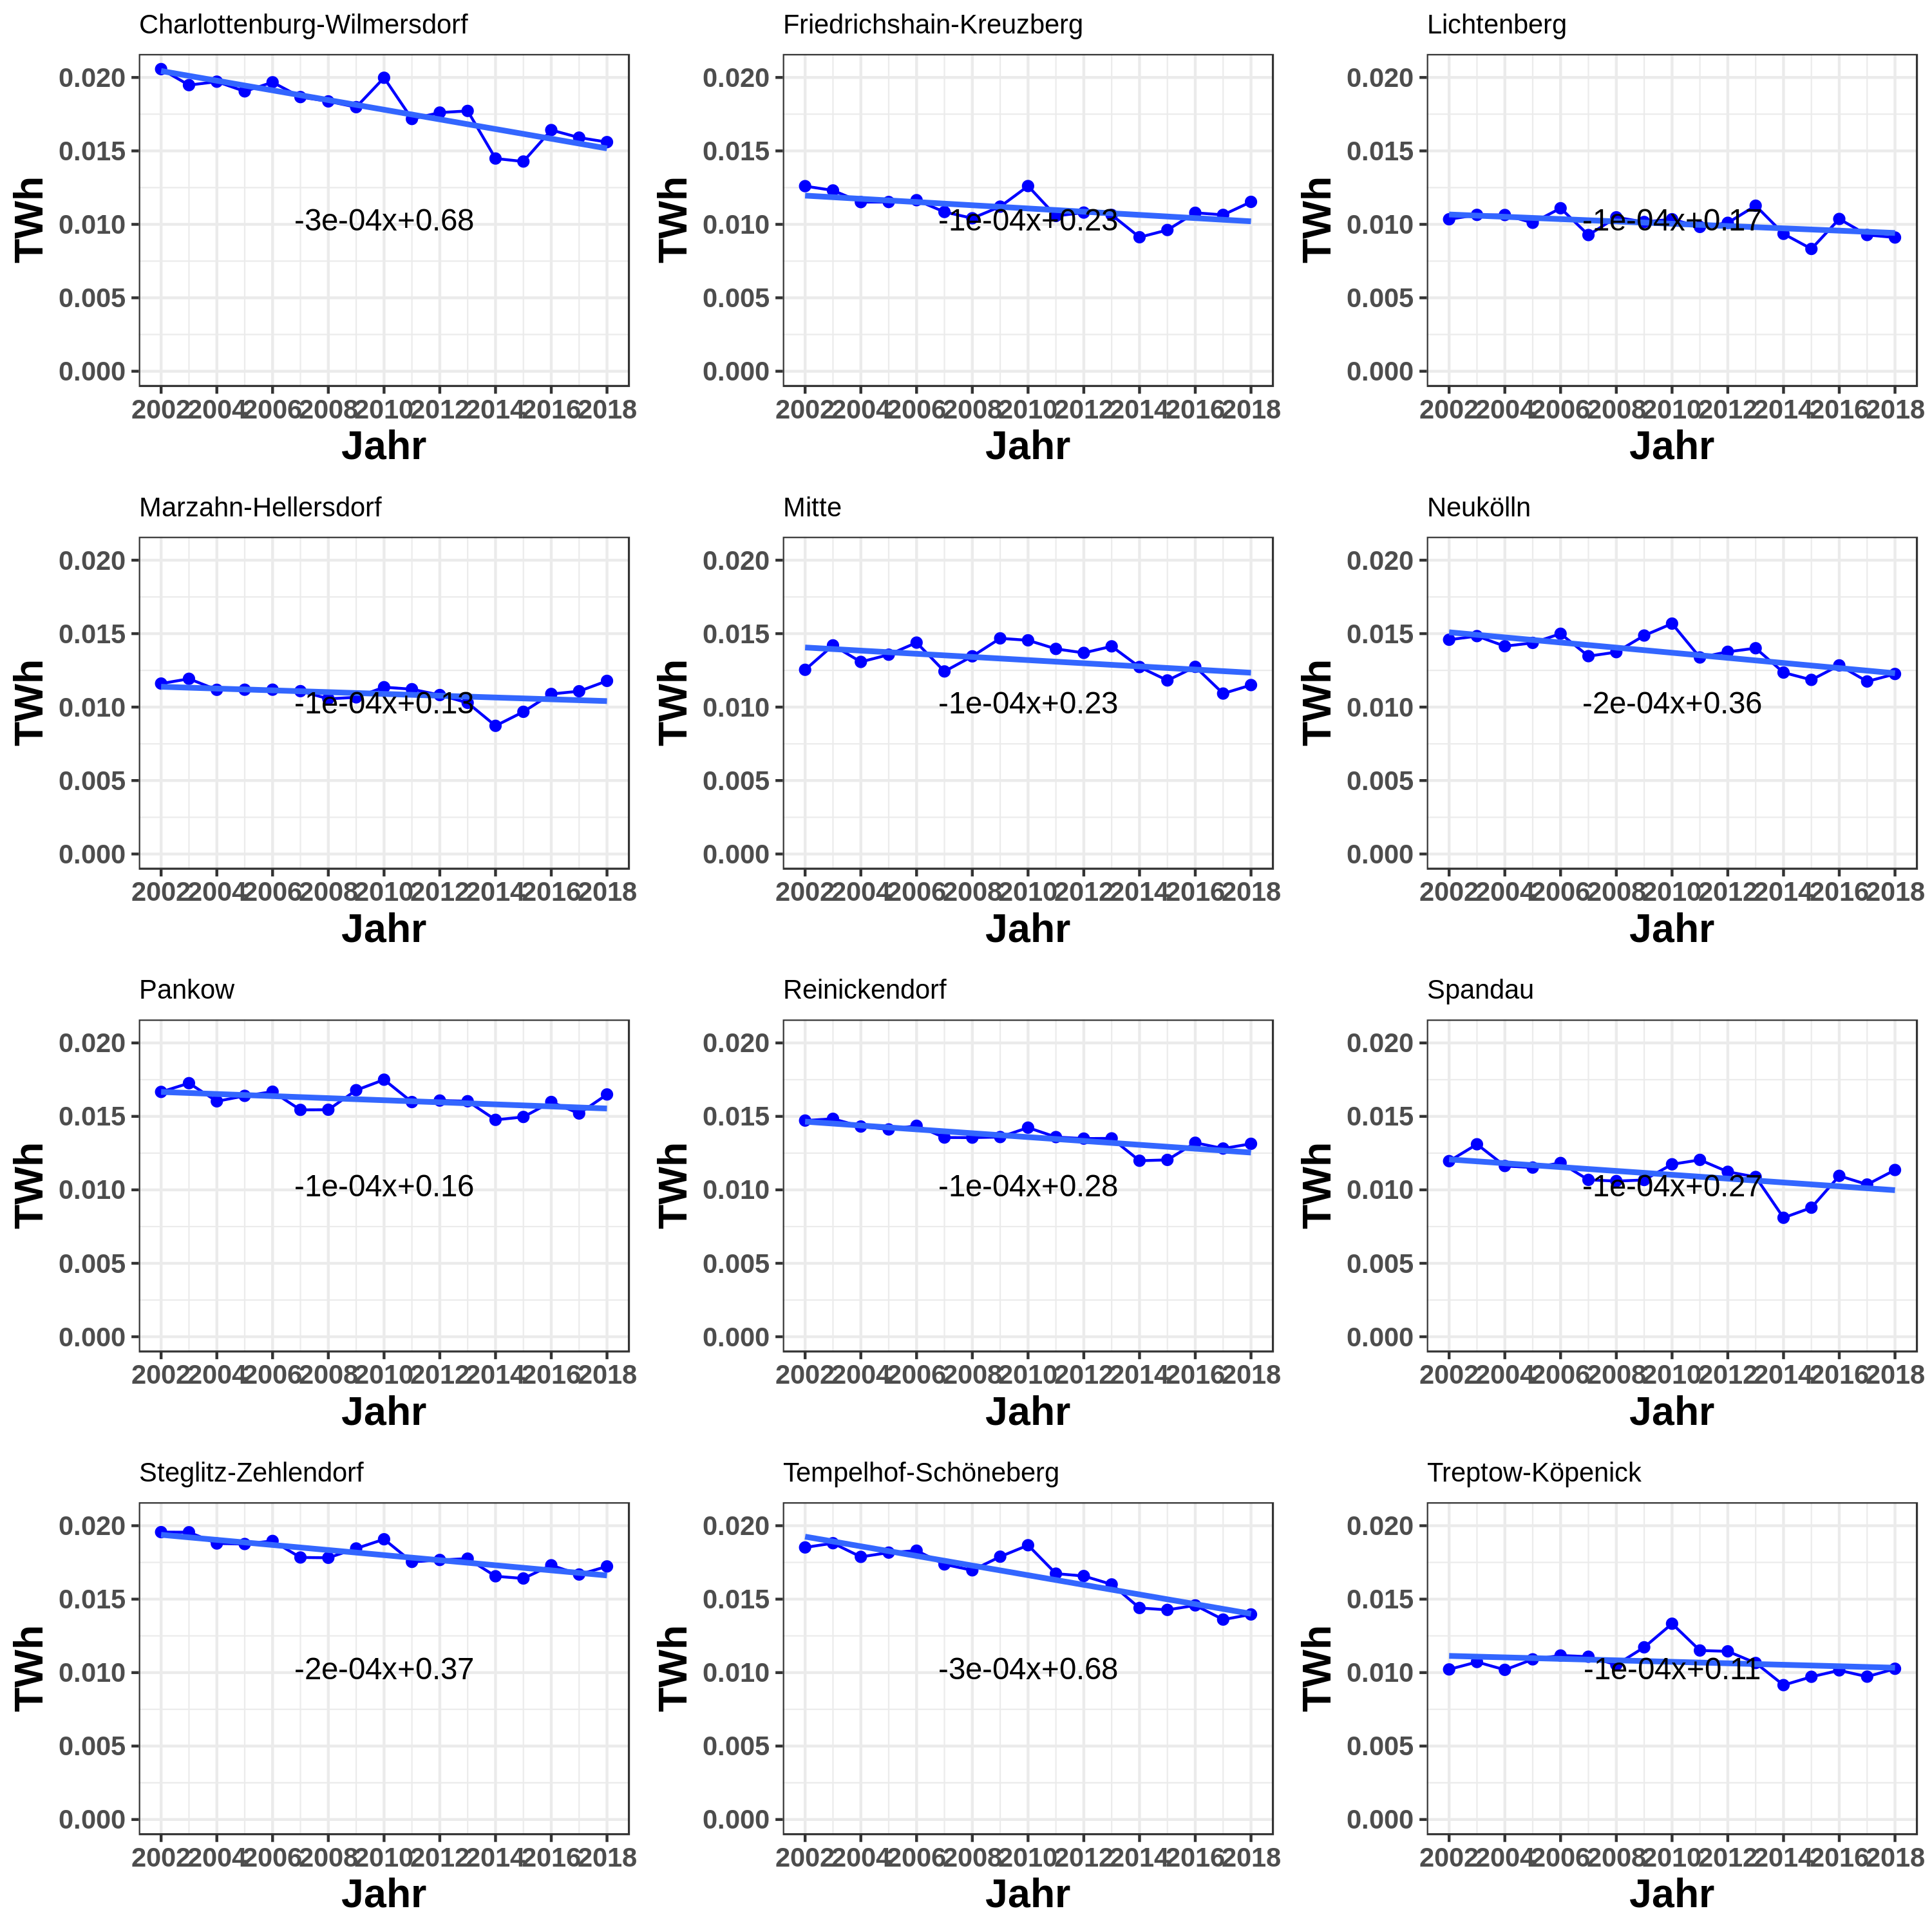 Charlottenburg-Wilmersdorf
TWh
0.020
0.015
0.010
0.005
0.000
-3e-04x+0.68
2002 2004 2006 2008 2010 2012 2014 2016 2018
Jahr
Friedrichshain-Kreuzberg
TWh
0.020
0.015
0.010
0.005
0.000
-1e-04x+0.23
2002 2004 2006 2008 2010 2012 2014 2016 2018
Jahr
Lichtenberg
TWh
0.020
0.015
0.010
0.005
0.000
-1e-04x+0.17
2002 2004 2006 2008 2010 2012 2014 2016 2018
Jahr
Marzahn-Hellersdorf
TWh
0.020
0.015
0.010
0.005
0.000
-1e-04x+0.13
2002 2004 2006 2008 2010 2012 2014 2016 2018
Jahr
Mitte
TWh
0.020
0.015
0.010
0.005
0.000
-1e-04x+0.23
2002 2004 2006 2008 2010 2012 2014 2016 2018
Jahr
Neukölln
TWh
0.020
0.015
0.010
0.005
0.000
-2e-04x+0.36
2002 2004 2006 2008 2010 2012 2014 2016 2018
Jahr
Pankow
TWh
0.020
0.015
0.010
0.005
0.000
-1e-04x+0.16
2002 2004 2006 2008 2010 2012 2014 2016 2018
Jahr
Reinickendorf
TWh
0.020
0.015
0.010
0.005
0.000
-1e-04x+0.28
2002 2004 2006 2008 2010 2012 2014 2016 2018
Jahr
Spandau
TWh
0.020
0.015
0.010
0.005
0.000
-1e-04x+0.27
2002 2004 2006 2008 2010 2012 2014 2016 2018
Jahr
Steglitz-Zehlendorf
TWh
0.020
0.015
0.010
0.005
0.000
-2e-04x+0.37
2002 2004 2006 2008 2010 2012 2014 2016 2018
Jahr
Tempelhof-Schöneberg
TWh
0.020
0.015
0.010
0.005
0.000
-3e-04x+0.68
2002 2004 2006 2008 2010 2012 2014 2016 2018
Jahr
Treptow-Köpenick
TWh
0.020
0.015
0.010
0.005
0.000
-1e-04x+0.11
2002 2004 2006 2008 2010 2012 2014 2016 2018
Jahr